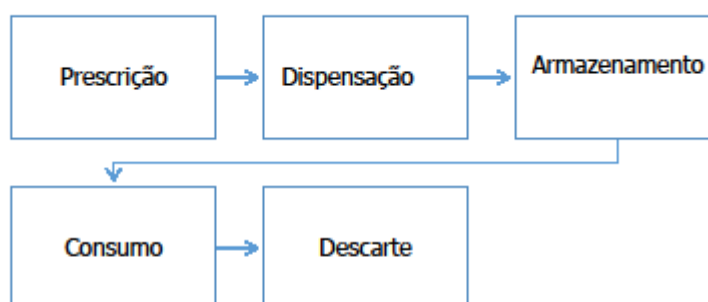 Prescrição
Dispensação
Armazenamento
Consumo
Descarte